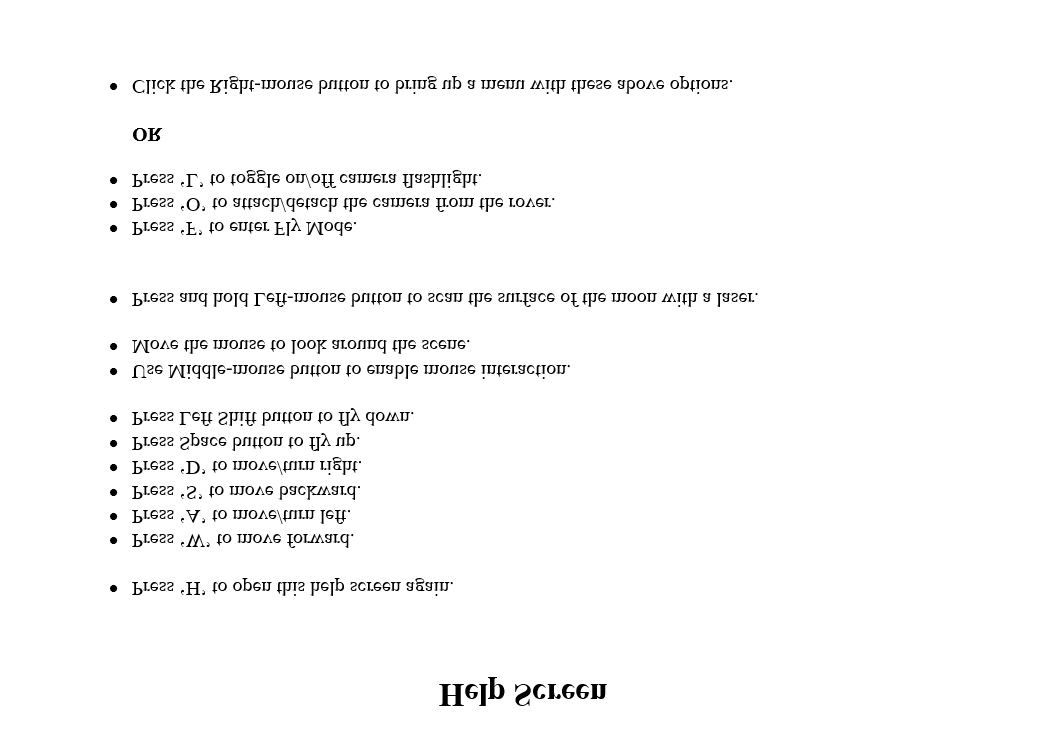 Help Screen
• Press ‘H’ to open this help screen again.
• Press ‘W’ to move forward.
• Press ‘A’ to move/turn left.
• Press ‘S’ to move backward.
• Press ‘D’ to move/turn right.
• Press Space button to fly up.
• Press Left Shift button to fly down.
• Use Middle-mouse button to enable mouse interaction.
• Move the mouse to look around the scene.
• Press and hold Left-mouse button to scan the surface of the moon with a laser.
• Press ‘F’ to enter Fly Mode.
• Press ‘O’ to attach/detach the camera from the rover.
• Press ‘L’ to toggle on/off camera flashlight.
OR
• Click the Right-mouse button to bring up a menu with these above options.